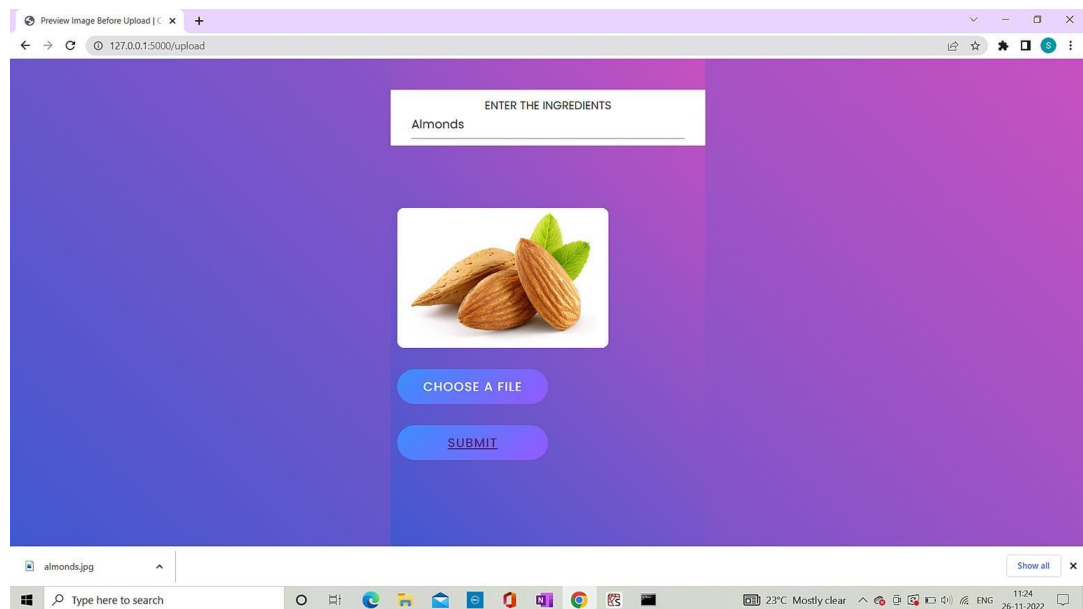 Preview Image Before Upload | C
127.0.0.1:5000/upload
S
ENTER THE INGREDIENTS
Almonds
CHOOSE A FILE
SUBMIT
almonds.jpg
Show all
Type here to search
23°C Mostly clear
ENG
11:24
26-11-2022